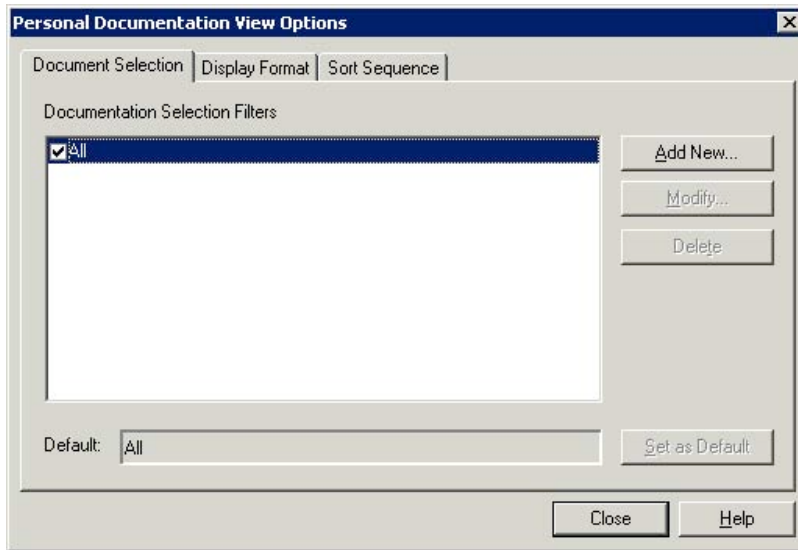 Personal Documentation View Options
Document Selection Display Format Sort Sequence
Documentation Selection Filters
All
Add New...
Modify...
Delete
Default: All
Set as Default
Close Help